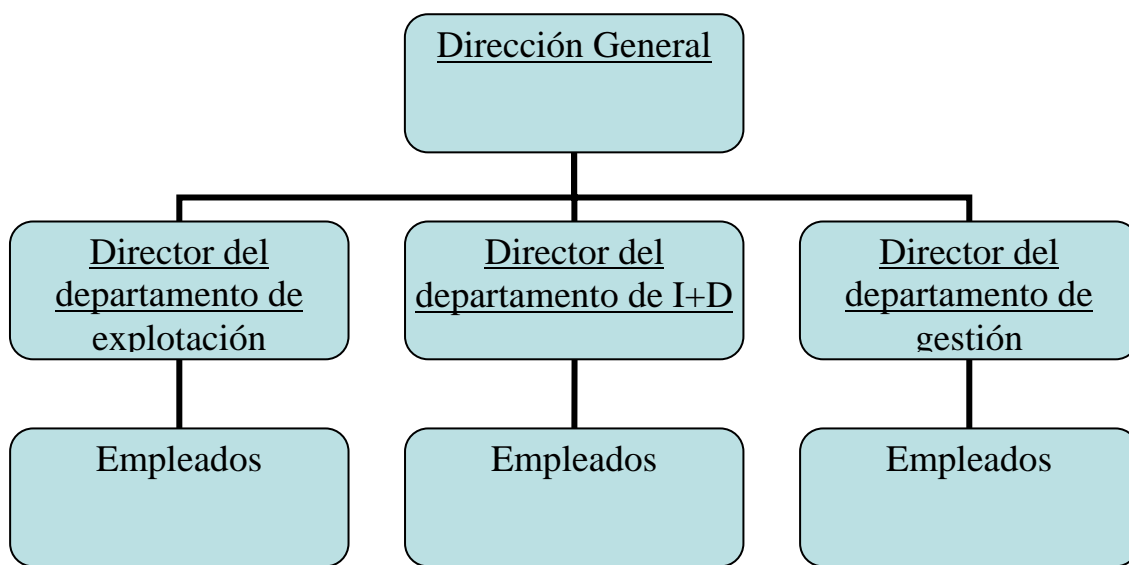 Dirección General
Director del
departamento de
explotación
Director del
departamento de I+D
Director del
departamento de
gestión
Empleados
Empleados
Empleados